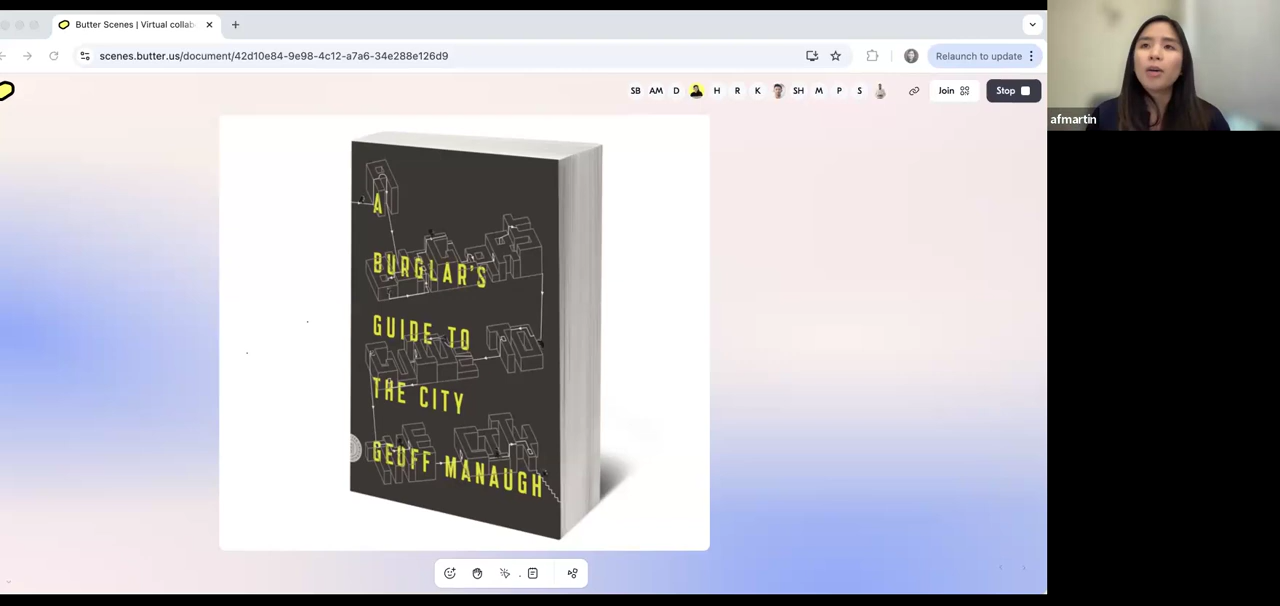 Butter Scenes | Virtual collab
scenes.butter.us/document/42d10e84-9e98-4c12-a7a6-34e288e126d9
Relaunch to update
SB AM D H R K SH M P S
Join
Stop
afmartin
A
BURGLAR'S
GUIDE TO
THE CITY
GEOFF MANAUGH